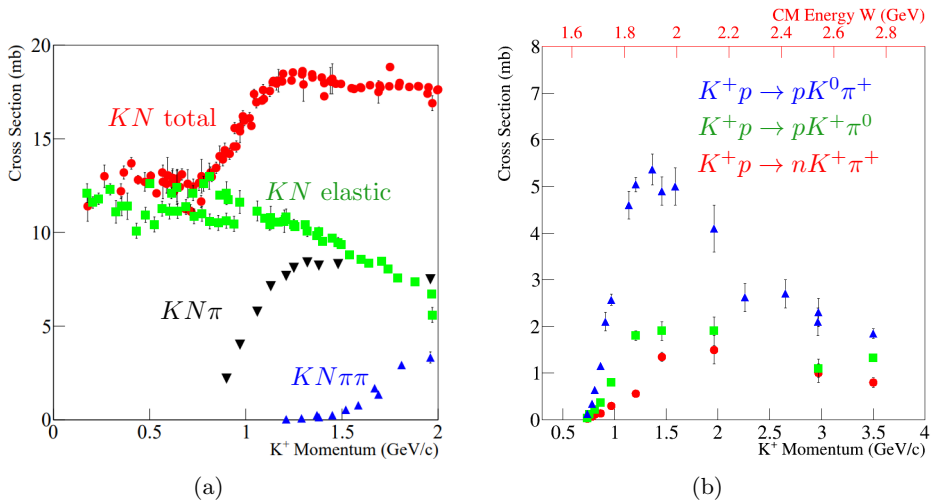 20
15
10
5
0
Cross Section (mb)
KN total
KN elastic
KNπ
KNππ
0 0.5 1 1.5 2
K⁺ Momentum (GeV/c)
(a)
CM Energy W (GeV)
1.6 1.8 2 2.2 2.4 2.6 2.8
8
7
6
5
4
3
2
1
0
Cross Section (mb)
K⁺p → pK⁰π⁺
K⁺p → pK⁺π⁰
K⁺p → nK⁺π⁺
0.5 1 1.5 2 2.5 3 3.5 4
K⁺ Momentum (GeV/c)
(b)